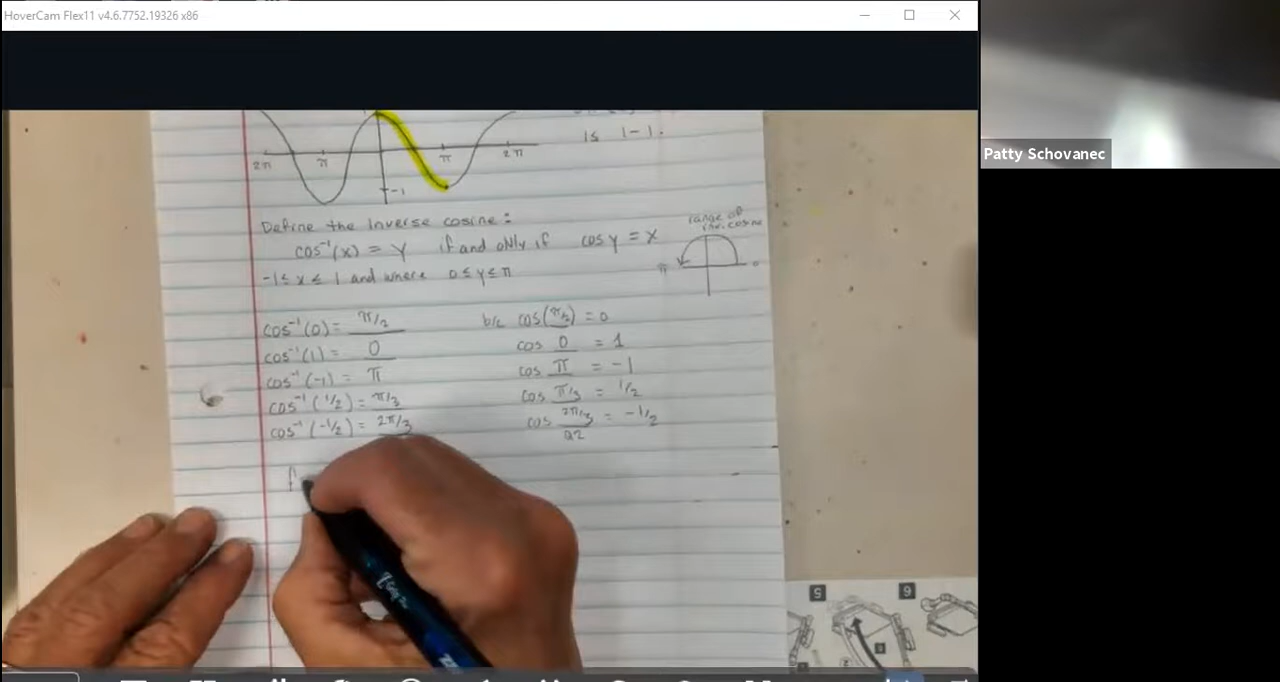 HoverCam Flex11 v4.6.7752.19326 x86
Patty Schovanec
is 1-1.
2π π π 2π
-1
Define the Inverse cosine:
range of
inv. cosine
cos⁻¹(x) = y if and only if cos y = x
π 0
-1 ≤ x ≤ 1 and where 0 ≤ y ≤ π
cos⁻¹(0) = π/2 b/c cos(π/2) = 0
cos⁻¹(1) = 0 cos 0 = 1
cos⁻¹(-1) = π cos π = -1
cos⁻¹(1/2) = π/3 cos π/3 = 1/2
cos⁻¹(-1/2) = 2π/3 cos 2π/3 = -1/2
Q2
5 6